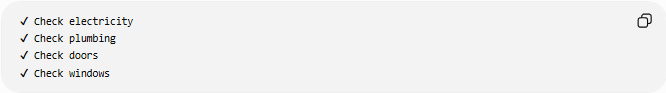 ✓ Check electricity
✓ Check plumbing
✓ Check doors
✓ Check windows